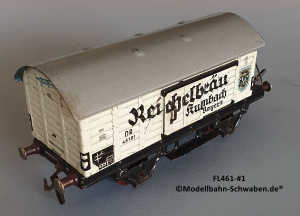 Reichelbräu
Kulmbach
Bayern
DR
FL461-#1
©Modellbahn-Schwaben.de®